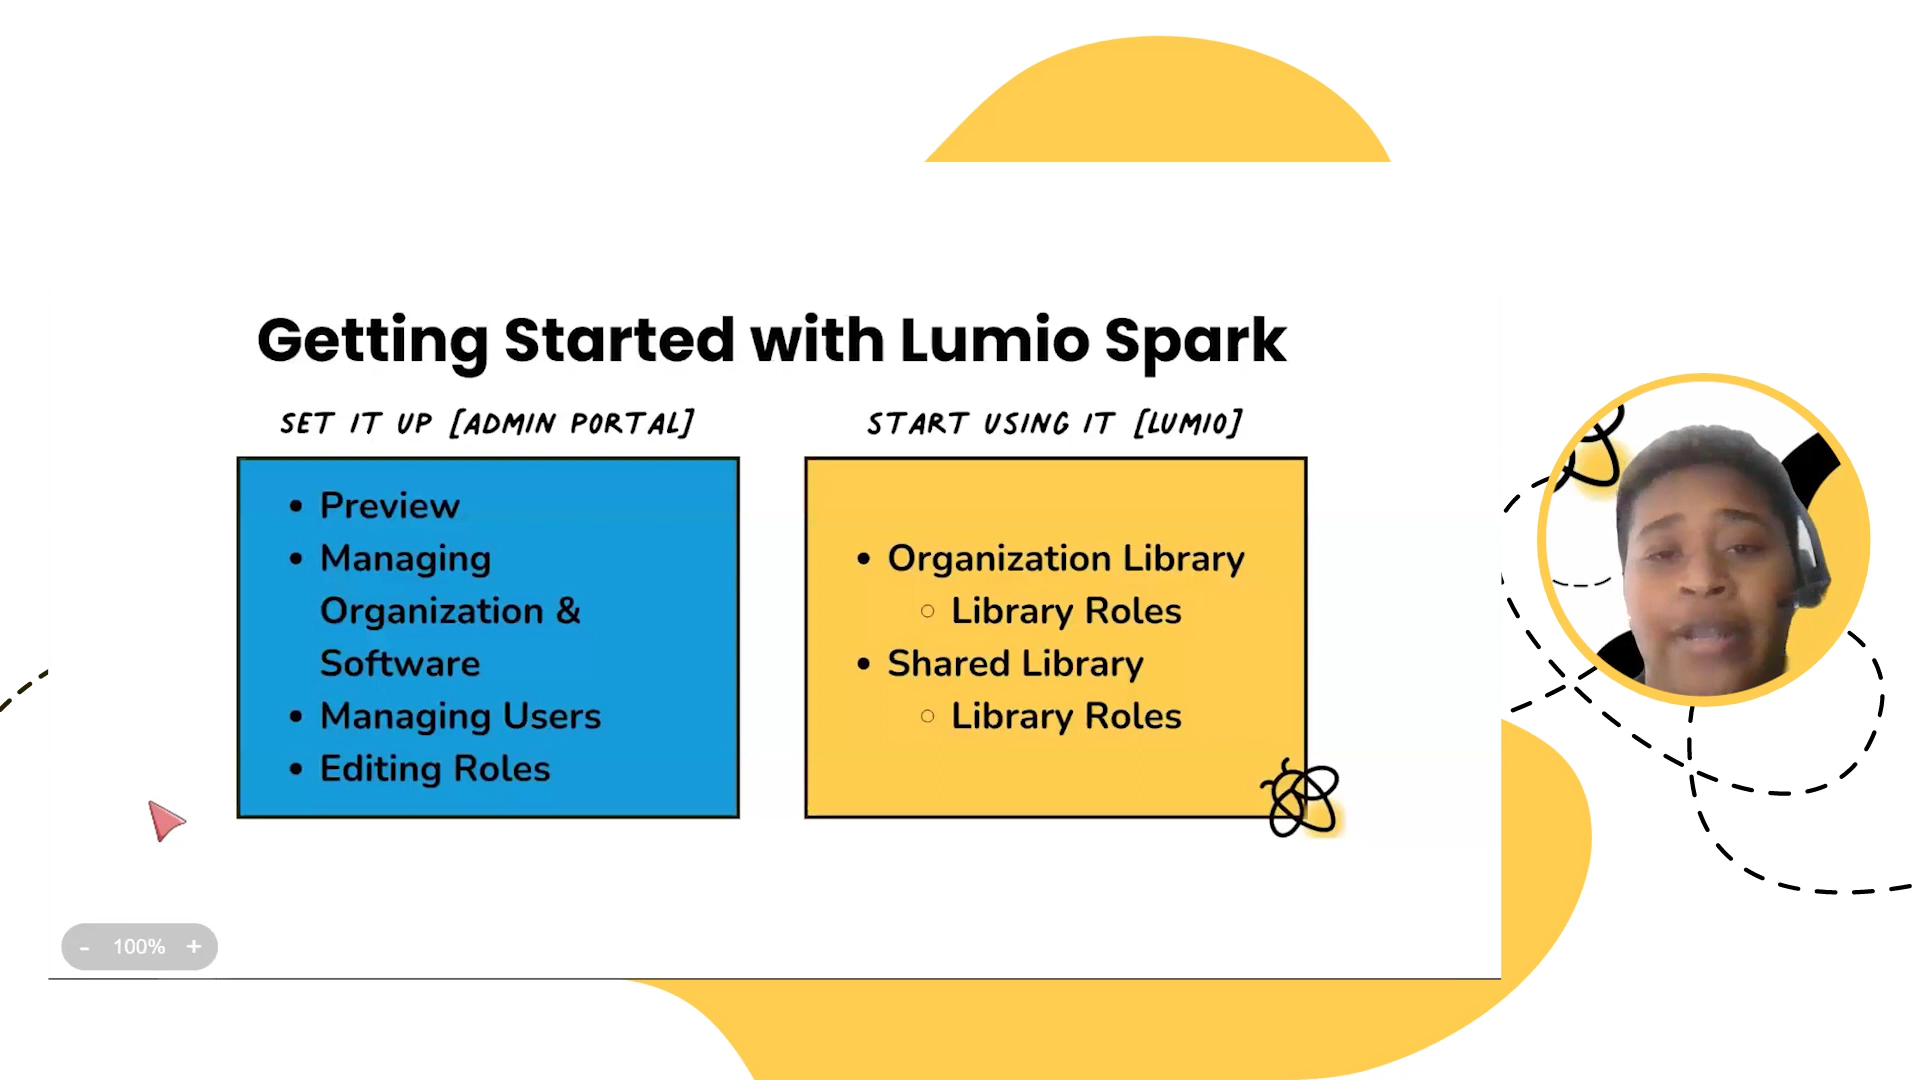 Getting Started with Lumio Spark
SET IT UP [ADMIN PORTAL]
• Preview
• Managing
Organization &
Software
• Managing Users
• Editing Roles
START USING IT [LUMIO]
• Organization Library
○ Library Roles
• Shared Library
○ Library Roles
- 100% +